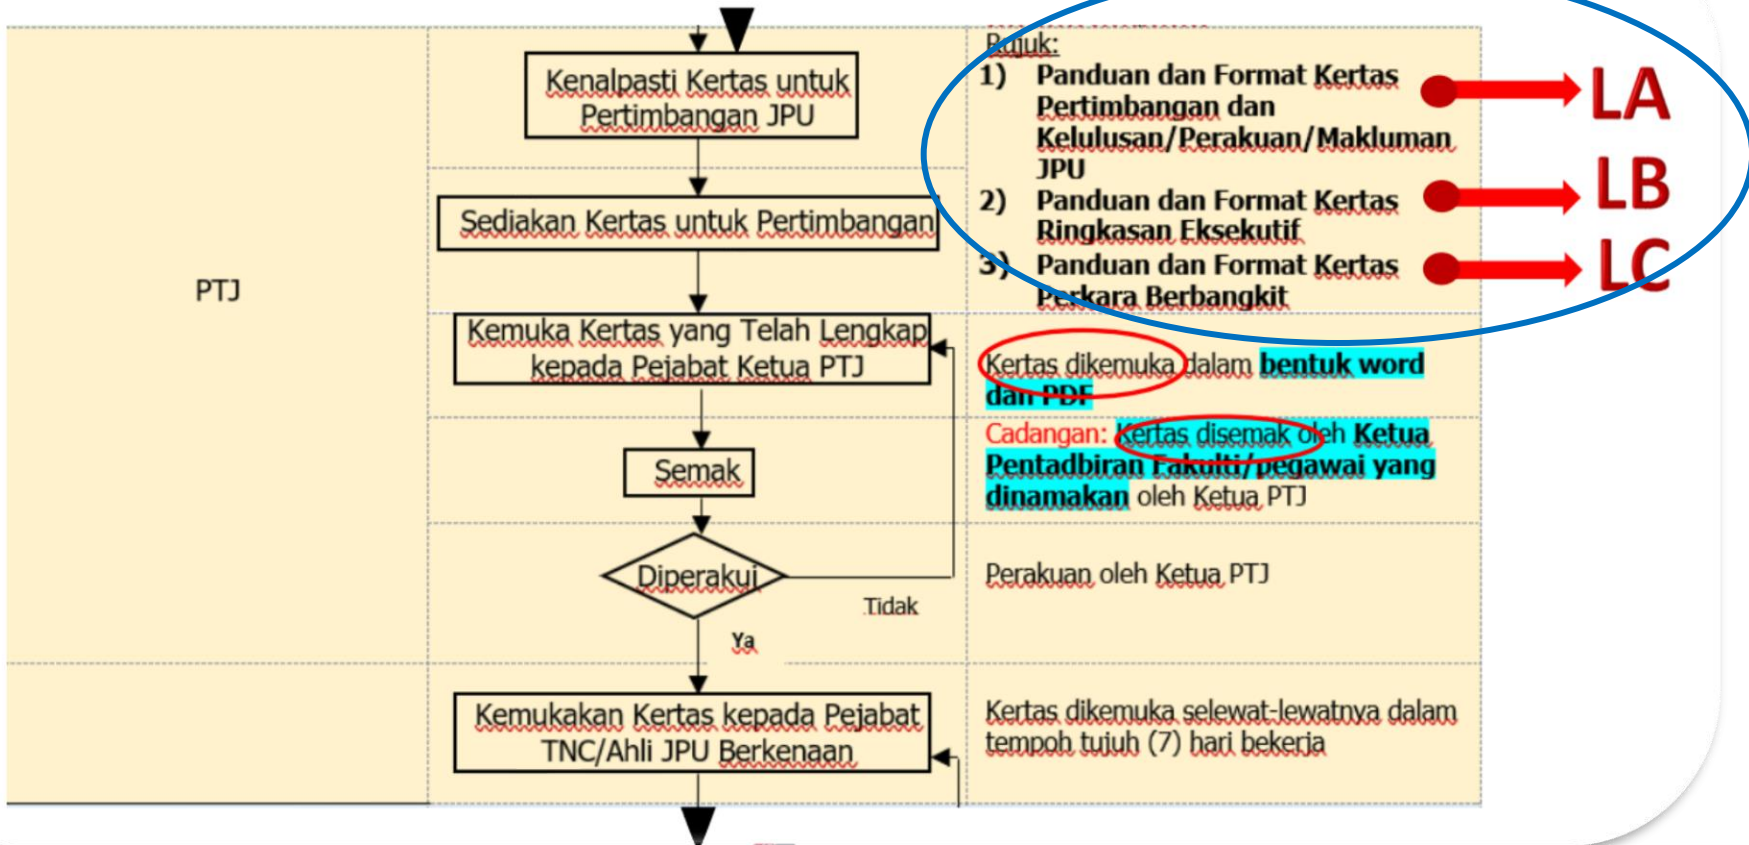 PTJ
Kenalpasti Kertas untuk
Pertimbangan JPU
Sediakan Kertas untuk Pertimbangan
Kemuka Kertas yang Telah Lengkap
kepada Pejabat Ketua PTJ
Semak
Diperakui
Tidak
Ya
Kemukakan Kertas kepada Pejabat
TNC/Ahli JPU Berkenaan
Rujuk:
1) Panduan dan Format Kertas
Pertimbangan dan
Kelulusan/Perakuan/Makluman
JPU
2) Panduan dan Format Kertas
Ringkasan Eksekutif
3) Panduan dan Format Kertas
Perkara Berbangkit
LA
LB
LC
Kertas dikemuka dalam bentuk word
dan PDF
Cadangan: Kertas disemak oleh Ketua
Pentadbiran Fakulti/pegawai yang
dinamakan oleh Ketua PTJ
Perakuan oleh Ketua PTJ
Kertas dikemuka selewat-lewatnya dalam
tempoh tujuh (7) hari bekerja